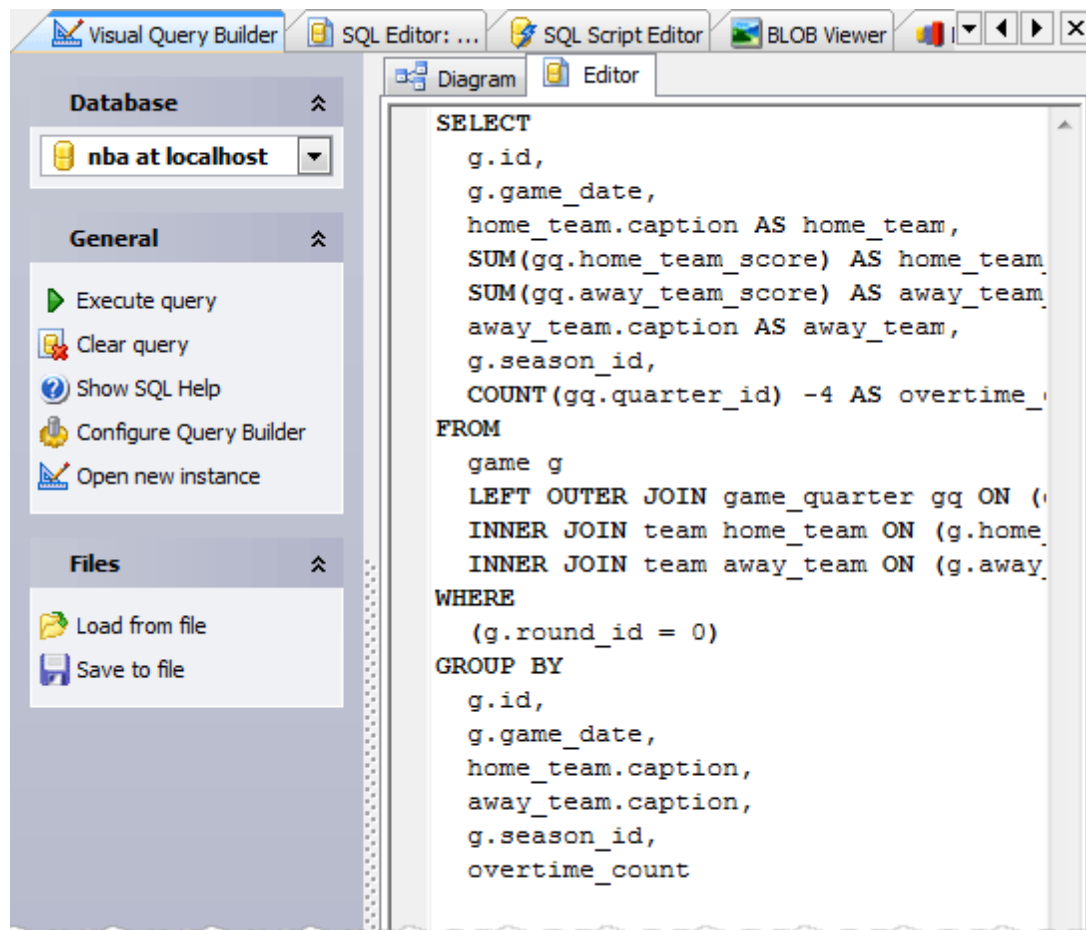 Visual Query Builder
SQL Editor: ...
SQL Script Editor
BLOB Viewer
Database
nba at localhost
General
Execute query
Clear query
Show SQL Help
Configure Query Builder
Open new instance
Files
Load from file
Save to file
Diagram
Editor
SELECT
g.id,
g.game_date,
home_team.caption AS home_team,
SUM(gq.home_team_score) AS home_team_
SUM(gq.away_team_score) AS away_team_
away_team.caption AS away_team,
g.season_id,
COUNT(gq.quarter_id) -4 AS overtime_
FROM
game g
LEFT OUTER JOIN game_quarter gq ON (
INNER JOIN team home_team ON (g.home_
INNER JOIN team away_team ON (g.away_
WHERE
(g.round_id = 0)
GROUP BY
g.id,
g.game_date,
home_team.caption,
away_team.caption,
g.season_id,
overtime_count